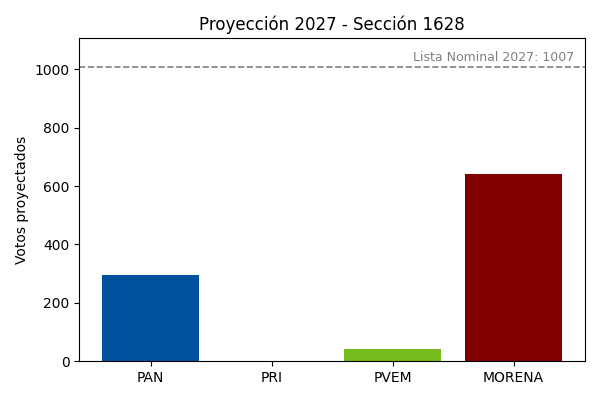 Proyección 2027 - Sección 1628
Lista Nominal 2027: 1007
Votos proyectados
1000
800
600
400
200
0
PAN PRI PVEM MORENA